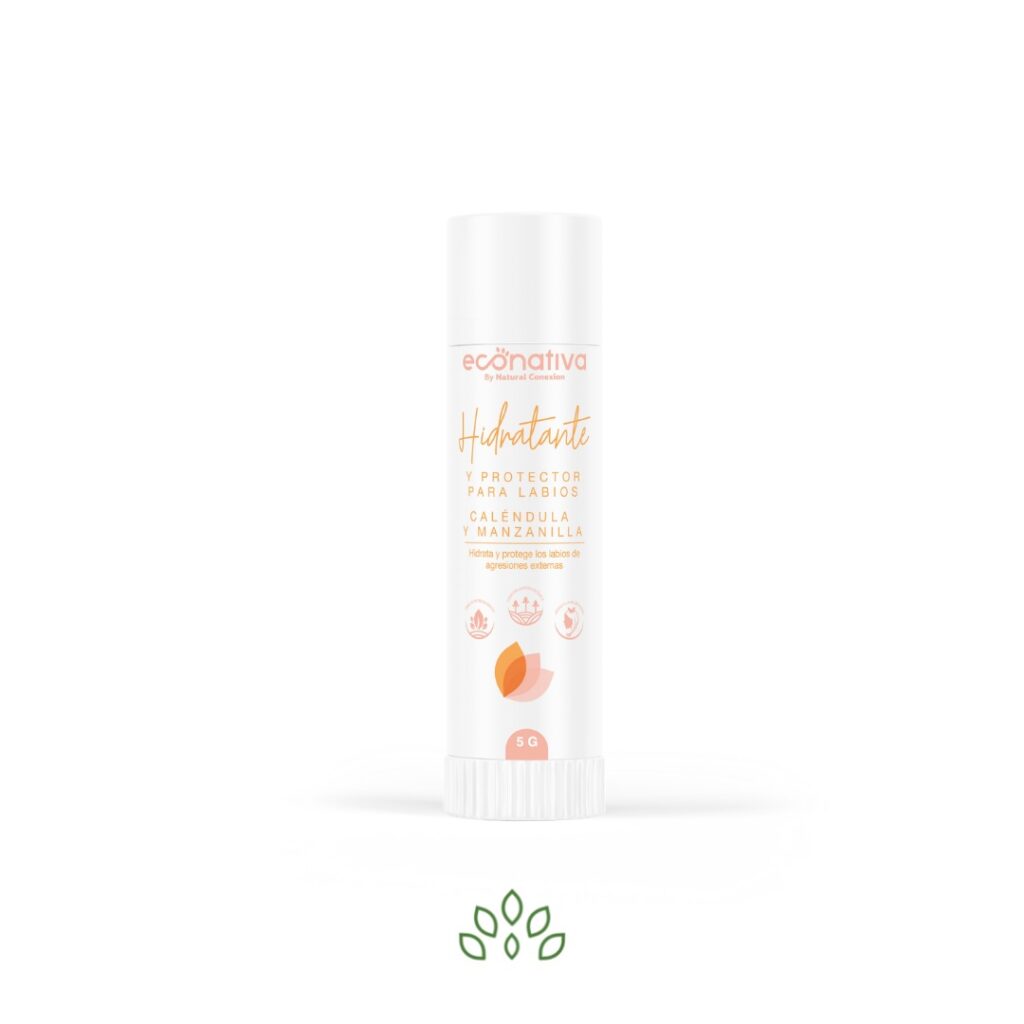 econativa
By Natural Conexion
Hidratante
Y PROTECTOR
PARA LABIOS
CALÉNDULA
Y MANZANILLA
Hidrata y protege los labios de
agresiones externas
5 G